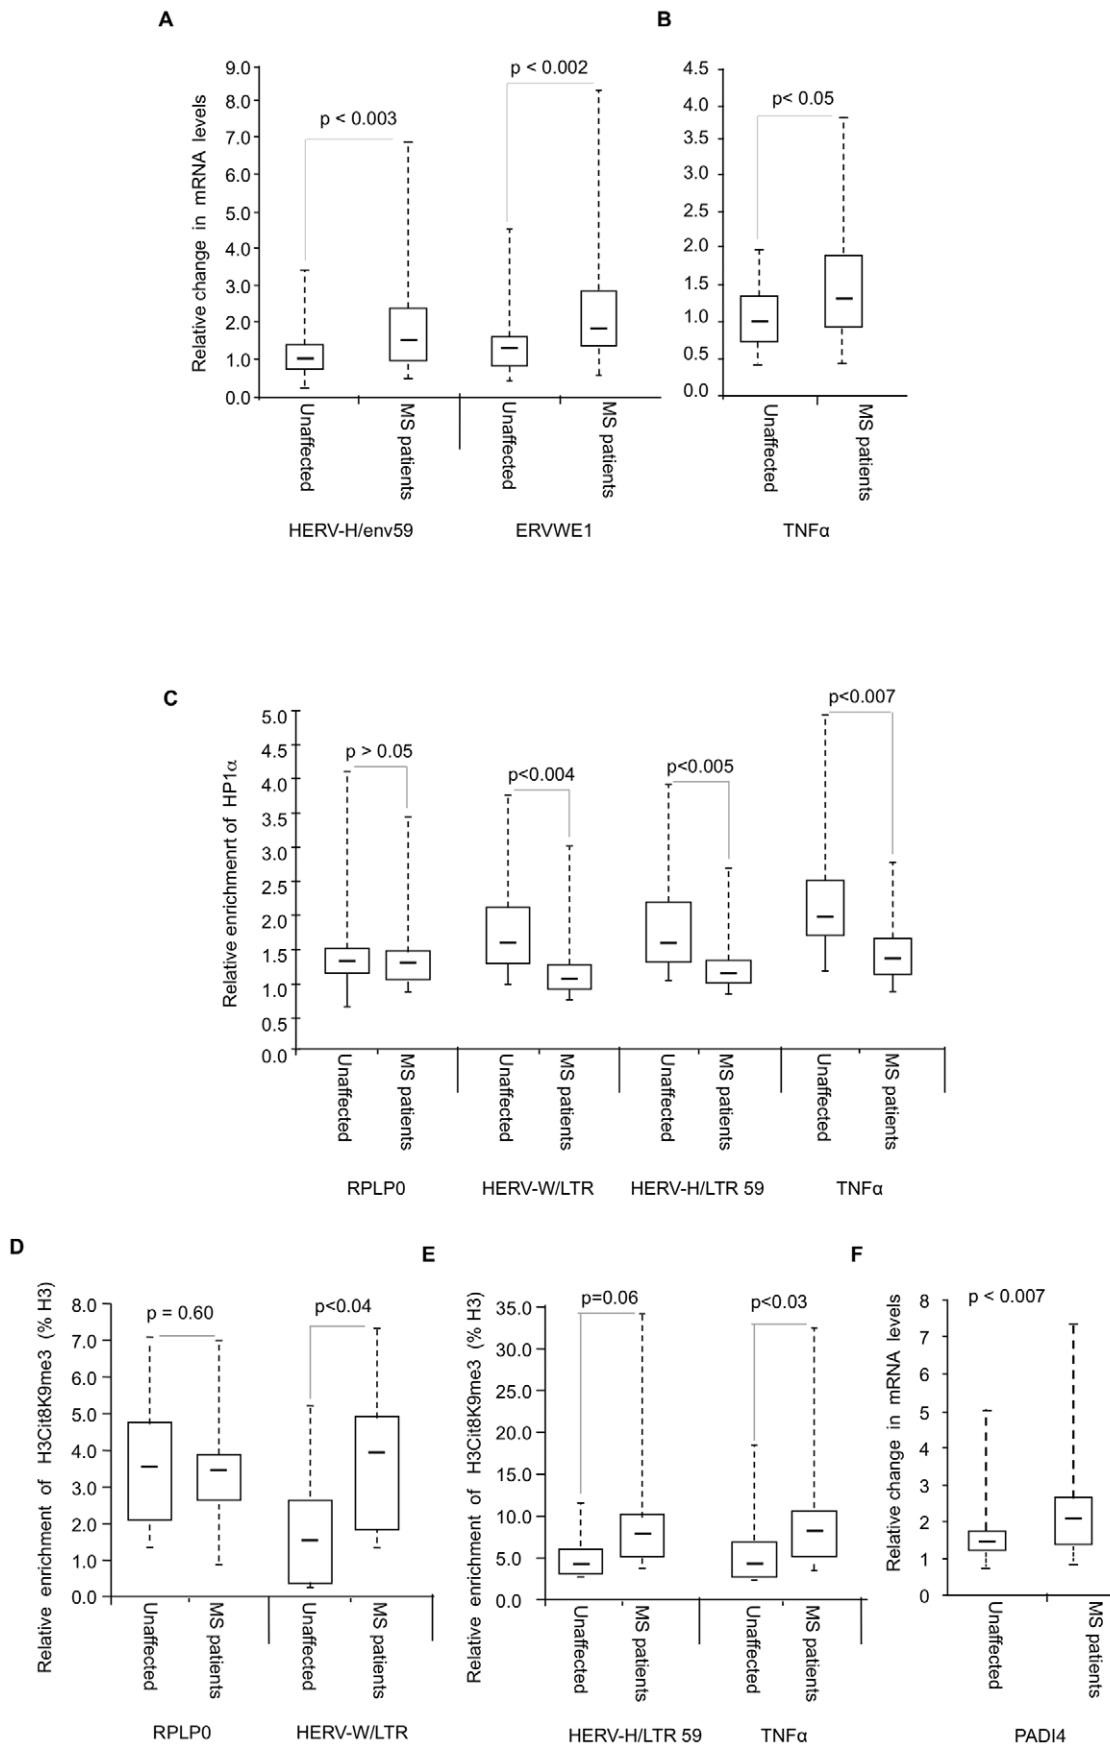 A
B
p < 0.002
p < 0.003
p< 0.05
Relative change in mRNA levels
9.0
8.0
7.0
6.0
5.0
4.0
3.0
2.0
1.0
0.0
4.5
4.0
3.5
3.0
2.5
2.0
1.5
1.0
0.5
0.0
Unaffected
MS patients
Unaffected
MS patients
Unaffected
MS patients
HERV-H/env59
ERVWE1
TNFα
C
p > 0.05
p<0.004
p<0.005
p<0.007
Relative enrichmenrt of HP1α
5.0
4.5
4.0
3.5
3.0
2.5
2.0
1.5
1.0
0.5
0.0
Unaffected
MS patients
Unaffected
MS patients
Unaffected
MS patients
Unaffected
MS patients
RPLP0
HERV-W/LTR
HERV-H/LTR 59
TNFα
D
p = 0.60
p<0.04
Relative enrichment of H3Cit8K9me3 (% H3)
8.0
7.0
6.0
5.0
4.0
3.0
2.0
1.0
0.0
Unaffected
MS patients
Unaffected
MS patients
RPLP0
HERV-W/LTR
E
p=0.06
p<0.03
Relative enrichment of H3Cit8K9me3 (% H3)
35.0
30.0
25.0
20.0
15.0
10.0
5.0
0.0
Unaffected
MS patients
Unaffected
MS patients
HERV-H/LTR 59
TNFα
F
p < 0.007
Relative change in mRNA levels
8
7
6
5
4
3
2
1
0
Unaffected
MS patients
PADI4